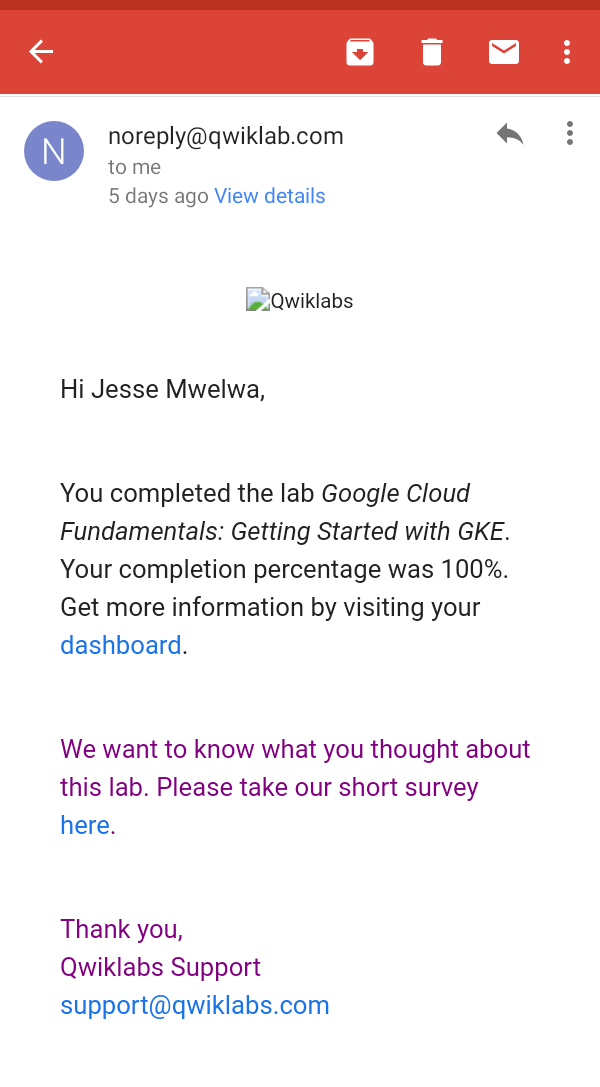 N
noreply@qwiklab.com
to me
5 days ago View details
Qwiklabs
Hi Jesse Mwelwa,
You completed the lab Google Cloud
Fundamentals: Getting Started with GKE.
Your completion percentage was 100%.
Get more information by visiting your
dashboard.
We want to know what you thought about
this lab. Please take our short survey
here.
Thank you,
Qwiklabs Support
support@qwiklabs.com